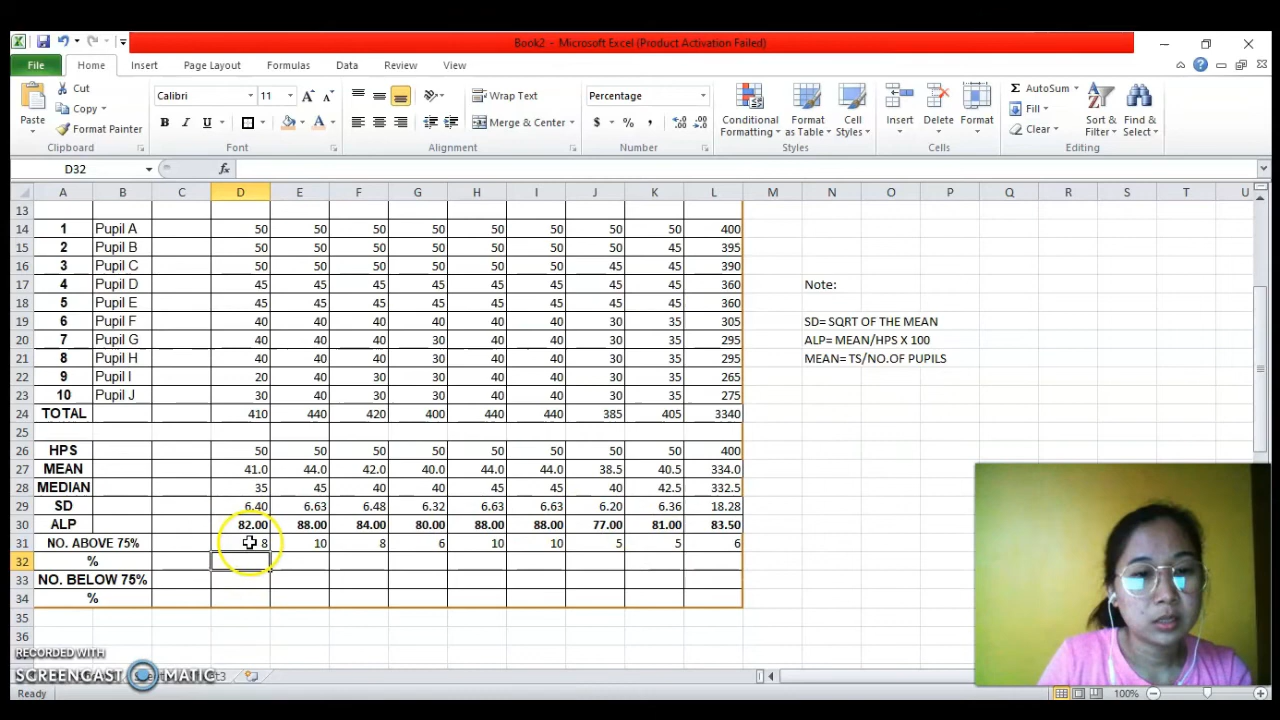 Book2 - Microsoft Excel (Product Activation Failed)
File Home Insert Page Layout Formulas Data Review View
Paste Cut Copy Format Painter Clipboard
Calibri 11 A A B I U A Font
Wrap Text Merge & Center Alignment
Percentage $ % , Number
Conditional Formatting Format as Table Cell Styles Styles
Insert Delete Format Cells
AutoSum Fill Clear Sort & Filter Find & Select Editing
D32 fx
A B C D E F G H I J K L M N O P Q R S T U
13
14 1 Pupil A 50 50 50 50 50 50 50 50 400
15 2 Pupil B 50 50 50 50 50 50 50 45 395
16 3 Pupil C 50 50 50 50 50 50 45 45 390
17 4 Pupil D 45 45 45 45 45 45 45 45 360 Note:
18 5 Pupil E 45 45 45 45 45 45 45 45 360
19 6 Pupil F 40 40 40 40 40 40 30 35 305 SD= SQRT OF THE MEAN
20 7 Pupil G 40 40 40 30 40 40 30 35 295 ALP= MEAN/HPS X 100
21 8 Pupil H 40 40 40 30 40 40 30 35 295 MEAN= TS/NO.OF PUPILS
22 9 Pupil I 20 40 30 30 40 40 30 35 265
23 10 Pupil J 30 40 30 30 40 40 30 35 275
24 TOTAL 410 440 420 400 440 440 385 405 3340
25
26 HPS 50 50 50 50 50 50 50 50 400
27 MEAN 41.0 44.0 42.0 40.0 44.0 44.0 38.5 40.5 334.0
28 MEDIAN 35 45 40 40 45 45 40 42.5 332.5
29 SD 6.40 6.63 6.48 6.32 6.63 6.63 6.20 6.36 18.28
30 ALP 82.00 88.00 84.00 80.00 88.00 88.00 77.00 81.00 83.50
31 NO. ABOVE 75% 8 10 8 6 10 10 5 5 6
32 %
33 NO. BELOW 75%
34 %
35
36
RECORDED WITH
SCREENCAST MATIC
Ready 100%